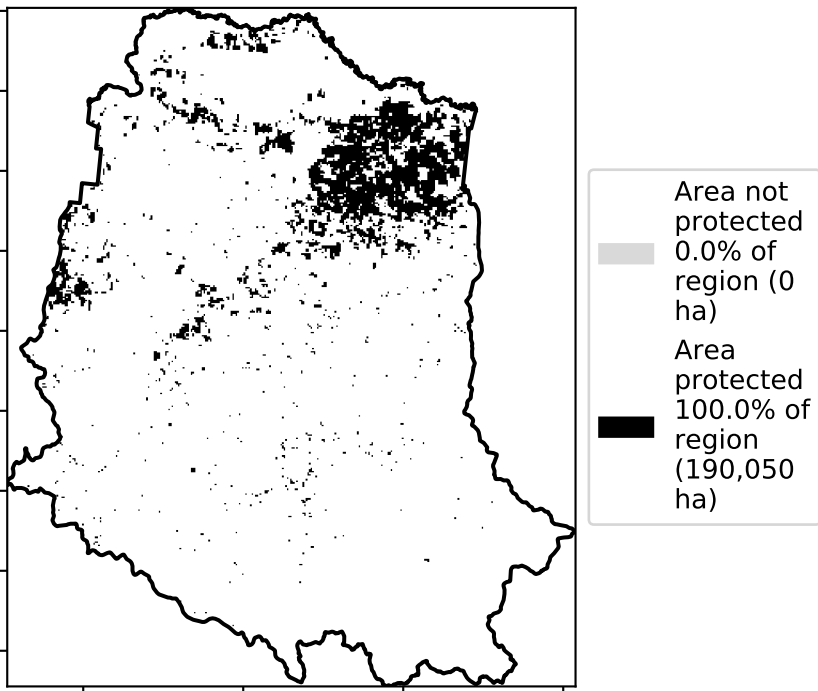 Area not
protected
0.0% of
region (0
ha)
Area
protected
100.0% of
region
(190,050
ha)